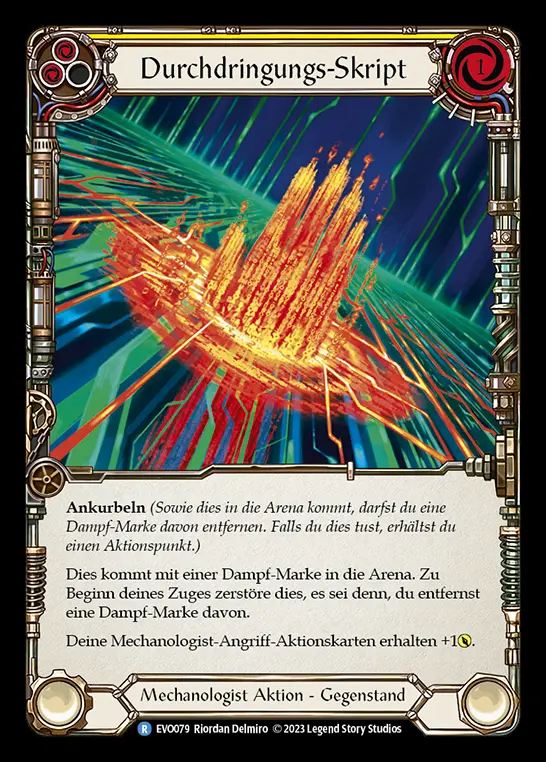 Durchdringungs-Skript
1
Ankurbeln (Sowie dies in die Arena kommt, darfst du eine
Dampf-Marke davon entfernen. Falls du dies tust, erhältst du
einen Aktionspunkt.)
Dies kommt mit einer Dampf-Marke in die Arena. Zu
Beginn deines Zuges zerstöre dies, es sei denn, du entfernst
eine Dampf-Marke davon.
Deine Mechanologist-Angriff-Aktionskarten erhalten +1.
Mechanologist Aktion - Gegenstand
R EVO079 Riordan Delmiro © 2023 Legend Story Studios